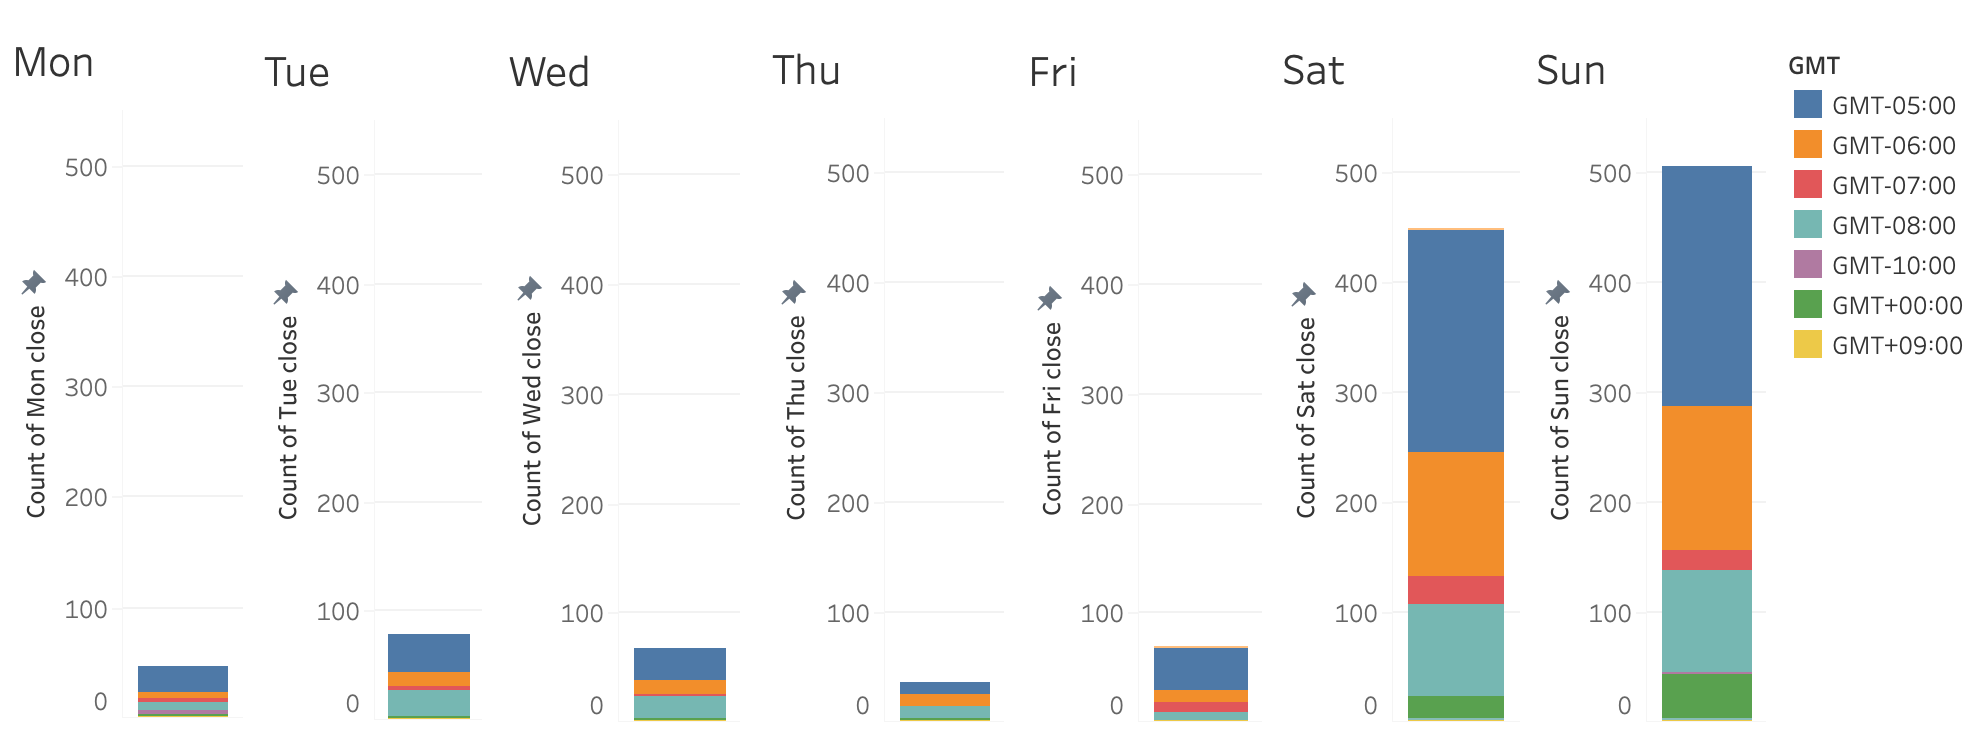 Mon
Count of Mon close
500
400
300
200
100
0
Tue
Count of Tue close
500
400
300
200
100
0
Wed
Count of Wed close
500
400
300
200
100
0
Thu
Count of Thu close
500
400
300
200
100
0
Fri
Count of Fri close
500
400
300
200
100
0
Sat
Count of Sat close
500
400
300
200
100
0
Sun
Count of Sun close
500
400
300
200
100
0
GMT
GMT-05:00
GMT-06:00
GMT-07:00
GMT-08:00
GMT-10:00
GMT+00:00
GMT+09:00